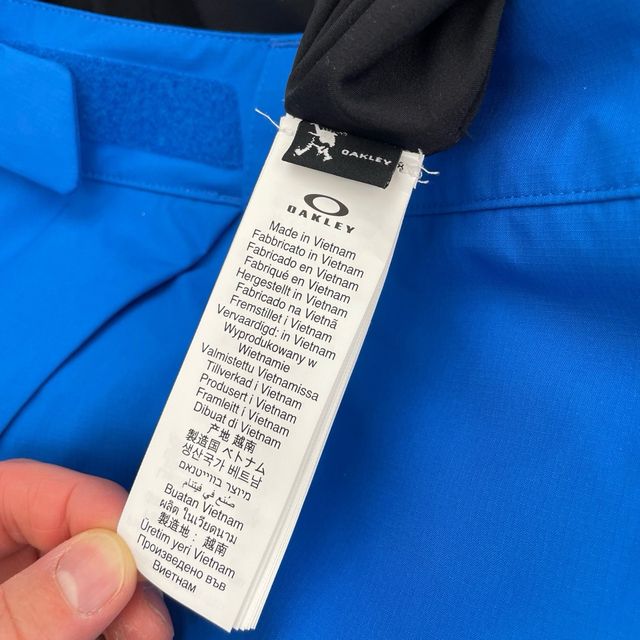 OAKLEY
OAKLEY
Made in Vietnam
Fabbricato in Vietnam
Fabricado en Vietnam
Fabriqué en Vietnam
Hergestellt in Vietnam
Fabricado na Vietnã
Fremstillet i Vietnam
Vervaardigd: in Vietnam
Wyprodukowany w
Wietnamie
Valmistettu Vietnamissa
Tillverkad i Vietnam
Produsert i Vietnam
Framleitt i Vietnam
Dibuat di Vietnam
产地 越南
製造国 ベトナム
생산국가 베트남
מיוצר בווייטנאם
صنع في فيتنام
Buatan Vietnam
ผลิต ในเวียดนาม
製造地： 越南
Üretim yeri Vietnam
Произведено във
Виетнам